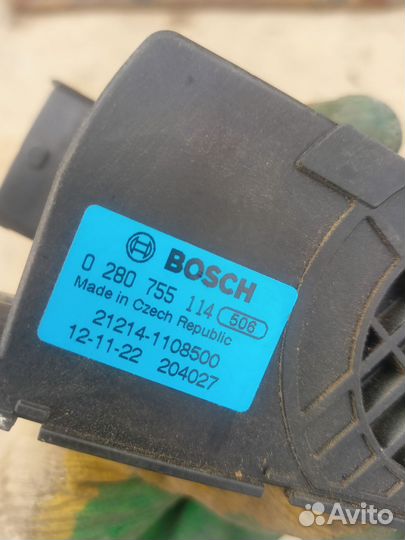 BOSCH
0 280 755 114 506
Made in Czech Republic
21214-1108500
12-11-22 204027
Avito